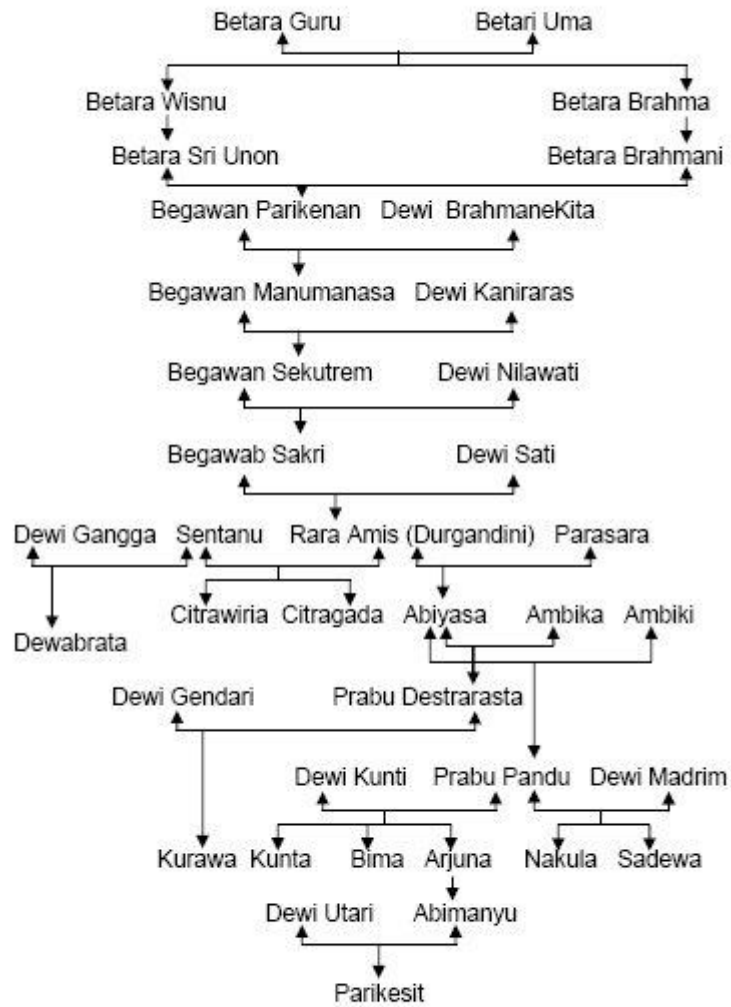 Betara Guru Betari Uma
Betara Wisnu Betara Brahma
Betara Sri Unon Betara Brahmani
Begawan Parikenan Dewi BrahmaneKita
Begawan Manumanasa Dewi Kaniraras
Begawan Sekutrem Dewi Nilawati
Begawab Sakri Dewi Sati
Dewi Gangga Sentanu Rara Amis (Durgandini) Parasara
Citrawiria Citragada Abiyasa Ambika Ambiki
Dewabrata
Dewi Gendari Prabu Destrarasta
Dewi Kunti Prabu Pandu Dewi Madrim
Kurawa Kunta Bima Arjuna Nakula Sadewa
Dewi Utari Abimanyu
Parikesit